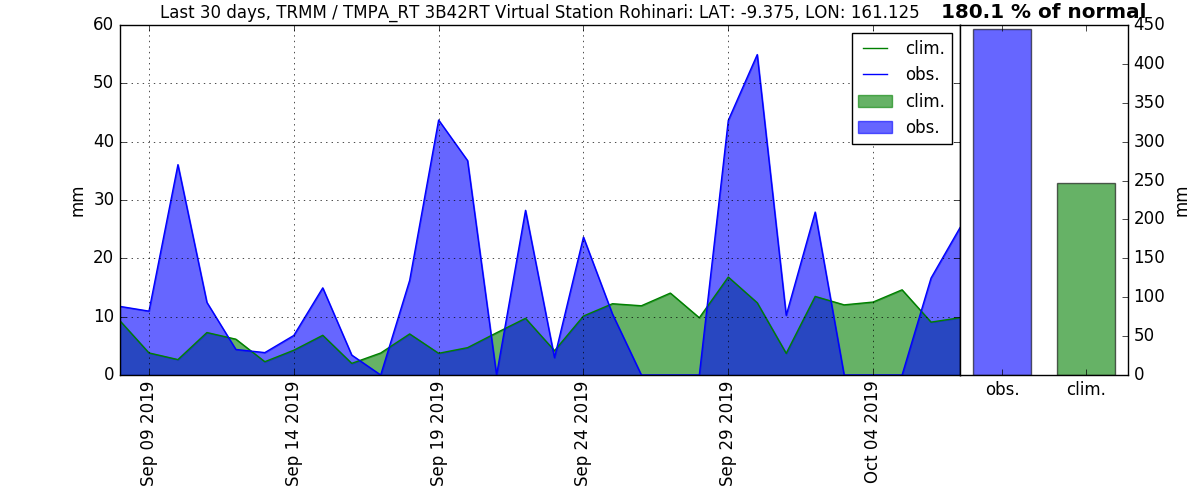 Last 30 days, TRMM / TMPA_RT 3B42RT Virtual Station Rohinari: LAT: -9.375, LON: 161.125
180.1 % of normal
60
50
40
30
20
10
0
mm
clim.
obs.
clim.
obs.
450
400
350
300
250
200
150
100
50
0
mm
obs.
clim.
Sep 09 2019
Sep 14 2019
Sep 19 2019
Sep 24 2019
Sep 29 2019
Oct 04 2019